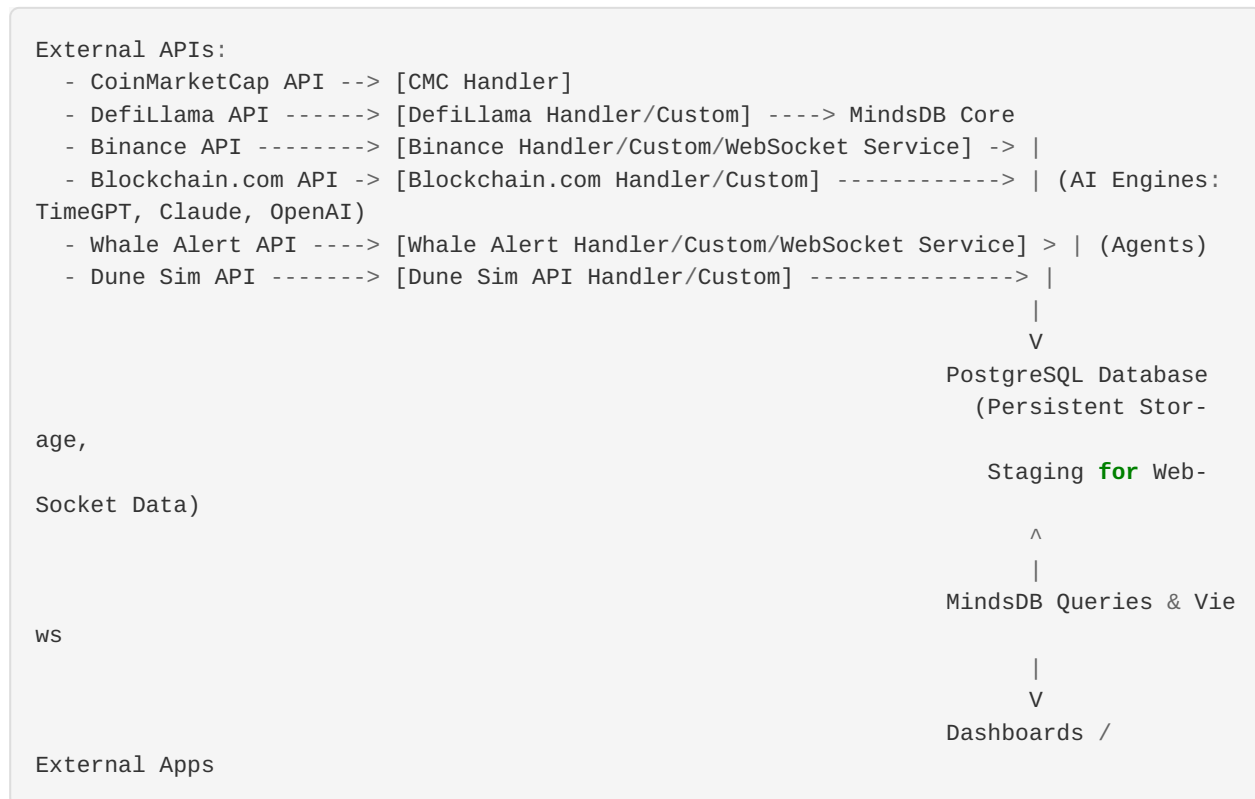 External APIs:
  - CoinMarketCap API --> [CMC Handler]
  - DefiLlama API ------> [DefiLlama Handler/Custom] ----> MindsDB Core
  - Binance API --------> [Binance Handler/Custom/WebSocket Service] -> |
  - Blockchain.com API -> [Blockchain.com Handler/Custom] ------------> | (AI Engines:
TimeGPT, Claude, OpenAI)
  - Whale Alert API ----> [Whale Alert Handler/Custom/WebSocket Service] > | (Agents)
  - Dune Sim API -------> [Dune Sim API Handler/Custom] ---------------> |
                                                                       |
                                                                       V
                                                                 PostgreSQL Database
                                                                   (Persistent Stor-
age,
                                                                    Staging for Web-
Socket Data)
                                                                       ^
                                                                       |
                                                                 MindsDB Queries & Vie
ws
                                                                       |
                                                                       V
                                                                 Dashboards /
External Apps